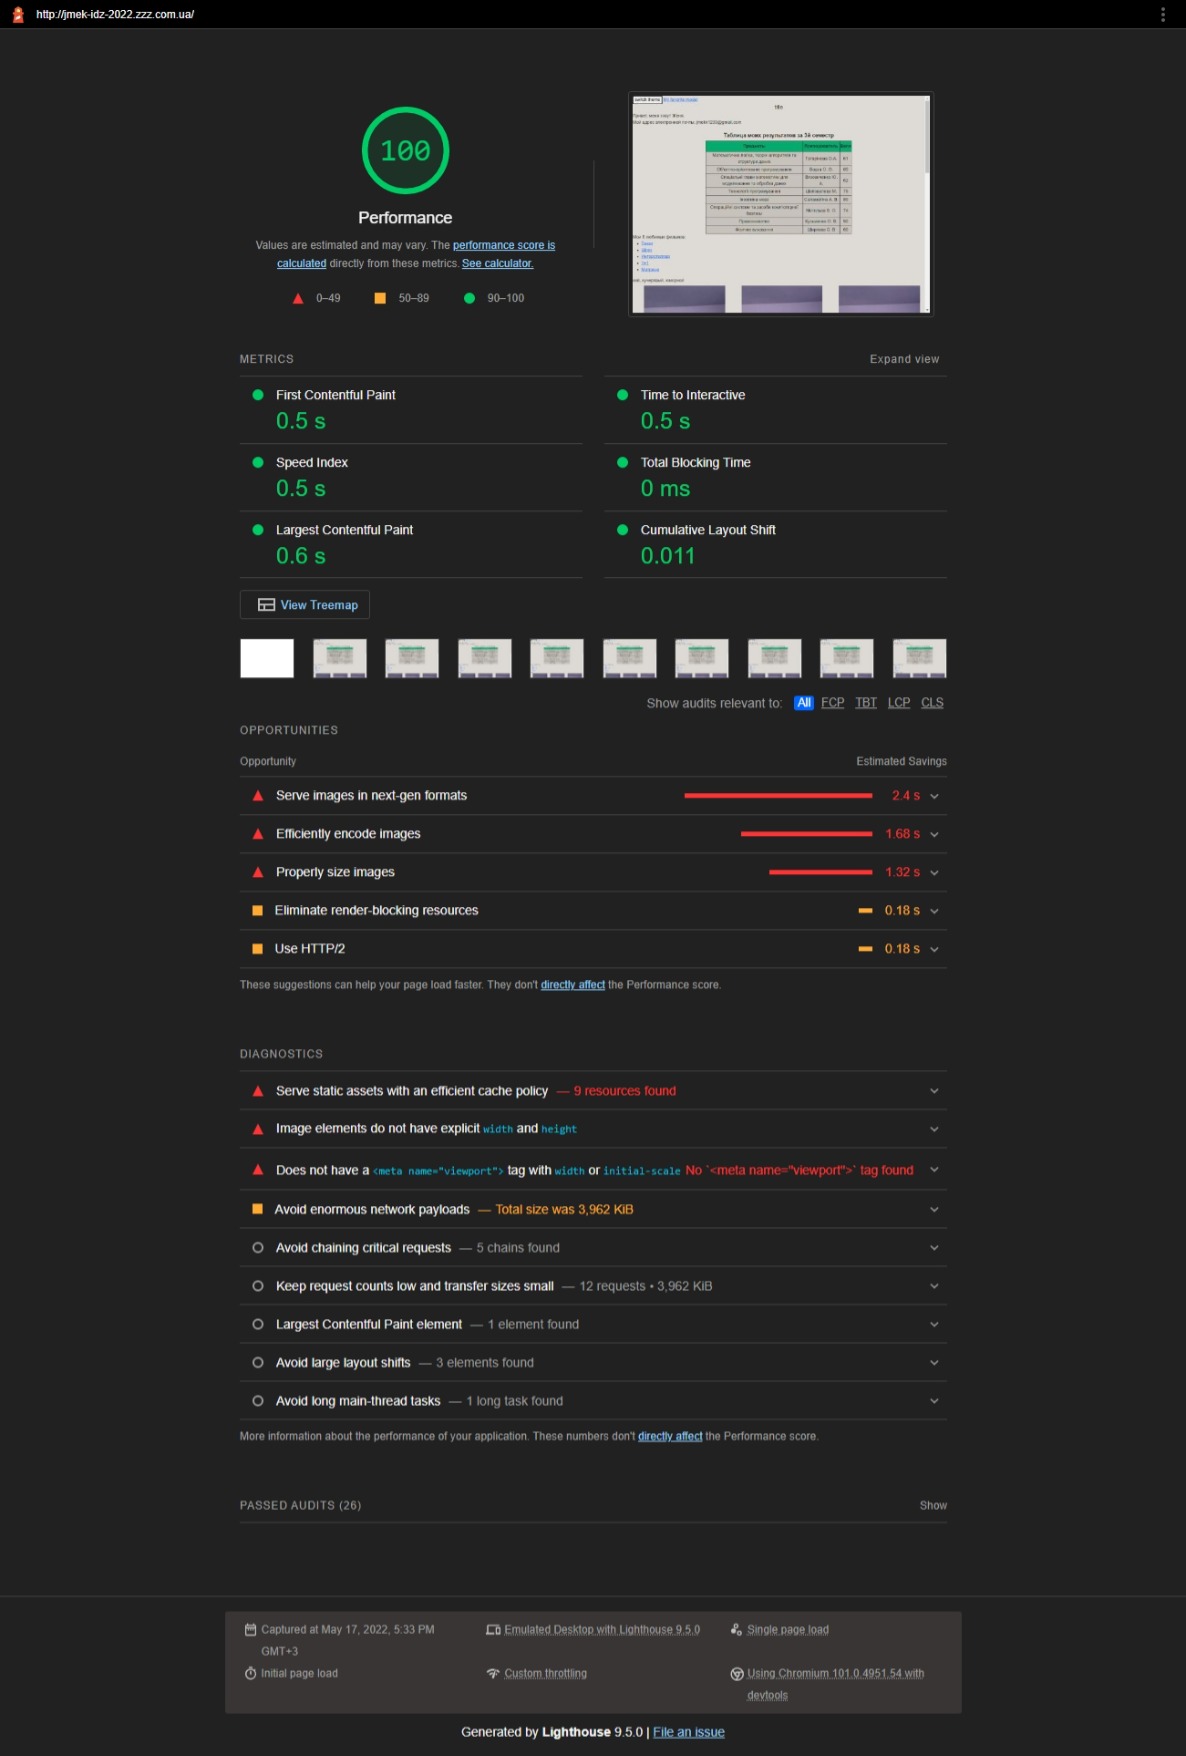 http://jmek-idz-2022.zzz.com.ua/
100
Performance
Values are estimated and may vary. The performance score is
calculated directly from these metrics. See calculator.
0–49 50–89 90–100
METRICS Expand view
First Contentful Paint
0.5 s
Time to Interactive
0.5 s
Speed Index
0.5 s
Total Blocking Time
0 ms
Largest Contentful Paint
0.6 s
Cumulative Layout Shift
0.011
View Treemap
Show audits relevant to: All FCP TBT LCP CLS
OPPORTUNITIES
Opportunity Estimated Savings
Serve images in next-gen formats 2.4 s
Efficiently encode images 1.68 s
Properly size images 1.32 s
Eliminate render-blocking resources 0.18 s
Use HTTP/2 0.18 s
These suggestions can help your page load faster. They don't directly affect the Performance score.
DIAGNOSTICS
Serve static assets with an efficient cache policy — 9 resources found
Image elements do not have explicit width and height
Does not have a <meta name="viewport"> tag with width or initial-scale No `<meta name="viewport">` tag found
Avoid enormous network payloads — Total size was 3,962 KiB
Avoid chaining critical requests — 5 chains found
Keep request counts low and transfer sizes small — 12 requests • 3,962 KiB
Largest Contentful Paint element — 1 element found
Avoid large layout shifts — 3 elements found
Avoid long main-thread tasks — 1 long task found
More information about the performance of your application. These numbers don't directly affect the Performance score.
PASSED AUDITS (26) Show
Captured at May 17, 2022, 5:33 PM
GMT+3
Emulated Desktop with Lighthouse 9.5.0
Single page load
Initial page load
Custom throttling
Using Chromium 101.0.4951.54 with
devtools
Generated by Lighthouse 9.5.0 | File an issue